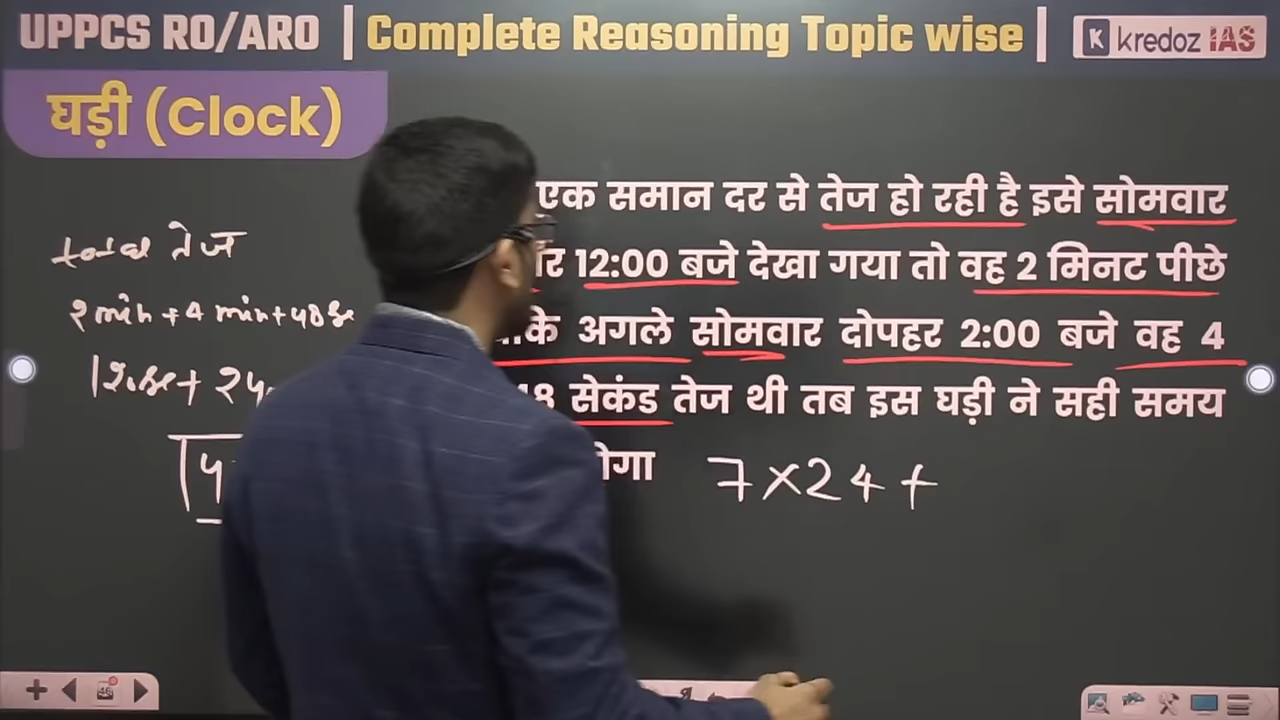 UPPCS RO/ARO | Complete Reasoning Topic wise | K kredoz IAS
घड़ी (Clock)
एक समान दर से तेज हो रही है इसे सोमवार
12:00 बजे देखा गया तो वह 2 मिनट पीछे
अगले सोमवार दोपहर 2:00 बजे वह 4
सेकंड तेज थी तब इस घड़ी ने सही समय
7×24+
total तेज
2 min + 4 min + 48 se